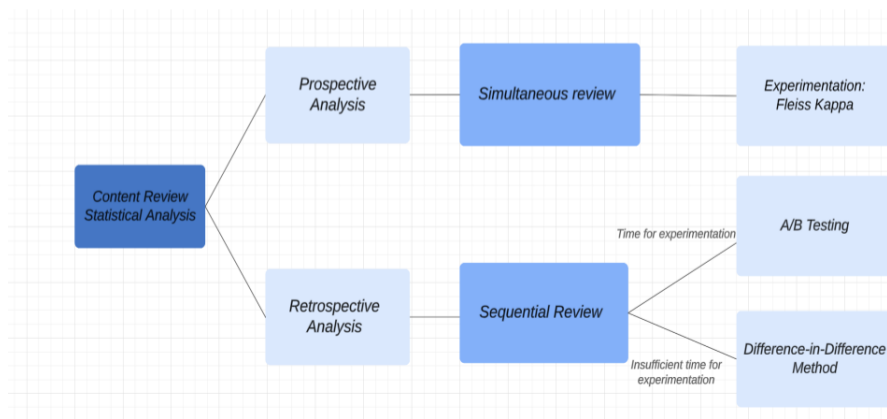 Prospective
Analysis
Simultaneous review
Experimentation:
Fleiss Kappa
Content Review
Statistical Analysis
Time for experimentation
A/B Testing
Retrospective
Analysis
Sequential Review
Insufficient time for
experimentation
Difference-in-Difference
Method